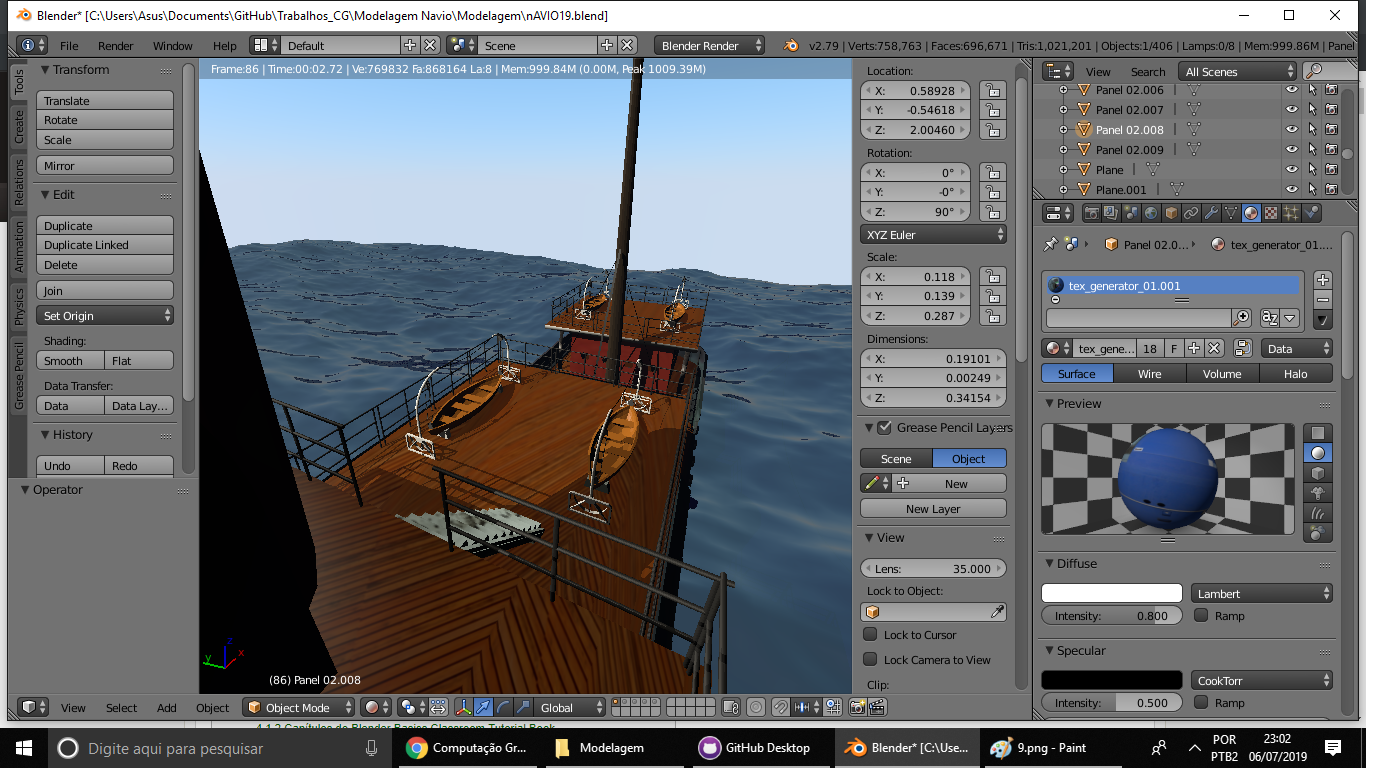 Blender* [C:\Users\Asus\Documents\GitHub\Trabalhos_CG\Modelagem Navio\Modelagem\nAVIO19.blend]
File Render Window Help Default Scene Blender Render v2.79 | Verts:758,763 | Faces:696,671 | Tris:1,021,201 | Objects:1/406 | Lamps:0/8 | Mem:999.86M | Panel
Frame:86 | Time:00:02.72 | Ve:769832 Fa:868164 La:8 | Mem:999.84M (0.00M, Peak 1009.39M)
Tools
Create
Relations
Animation
Physics
Grease Pencil
Transform
Translate
Rotate
Scale
Mirror
Edit
Duplicate
Duplicate Linked
Delete
Join
Set Origin
Shading:
Smooth Flat
Data Transfer:
Data Data Lay...
History
Undo Redo
Operator
z
y x
(86) Panel 02.008
Location:
X: 0.58928
Y: -0.54618
Z: 2.00460
Rotation:
X: 0°
Y: -0°
Z: 90°
XYZ Euler
Scale:
X: 0.118
Y: 0.139
Z: 0.287
Dimensions:
X: 0.19101
Y: 0.00249
Z: 0.34154
Grease Pencil Layers
Scene Object
New
New Layer
View
Lens: 35.000
Lock to Object:
Lock to Cursor
Lock Camera to View
Clip:
View Search All Scenes
Panel 02.006
Panel 02.007
Panel 02.008
Panel 02.009
Plane
Plane.001
Panel 02.0... tex_generator_01....
tex_generator_01.001
tex_gene... 18 F Data
Surface Wire Volume Halo
Preview
Diffuse
Lambert
Intensity: 0.800 Ramp
Specular
CookTorr
Intensity: 0.500 Ramp
View Select Add Object Object Mode Global
4.1.2 Capítulos do Blender Basics Classroom Tutorial Book
Digite aqui para pesquisar Computação Gr... Modelagem GitHub Desktop Blender* [C:\Use... 9.png - Paint POR 23:02
PTB2 06/07/2019